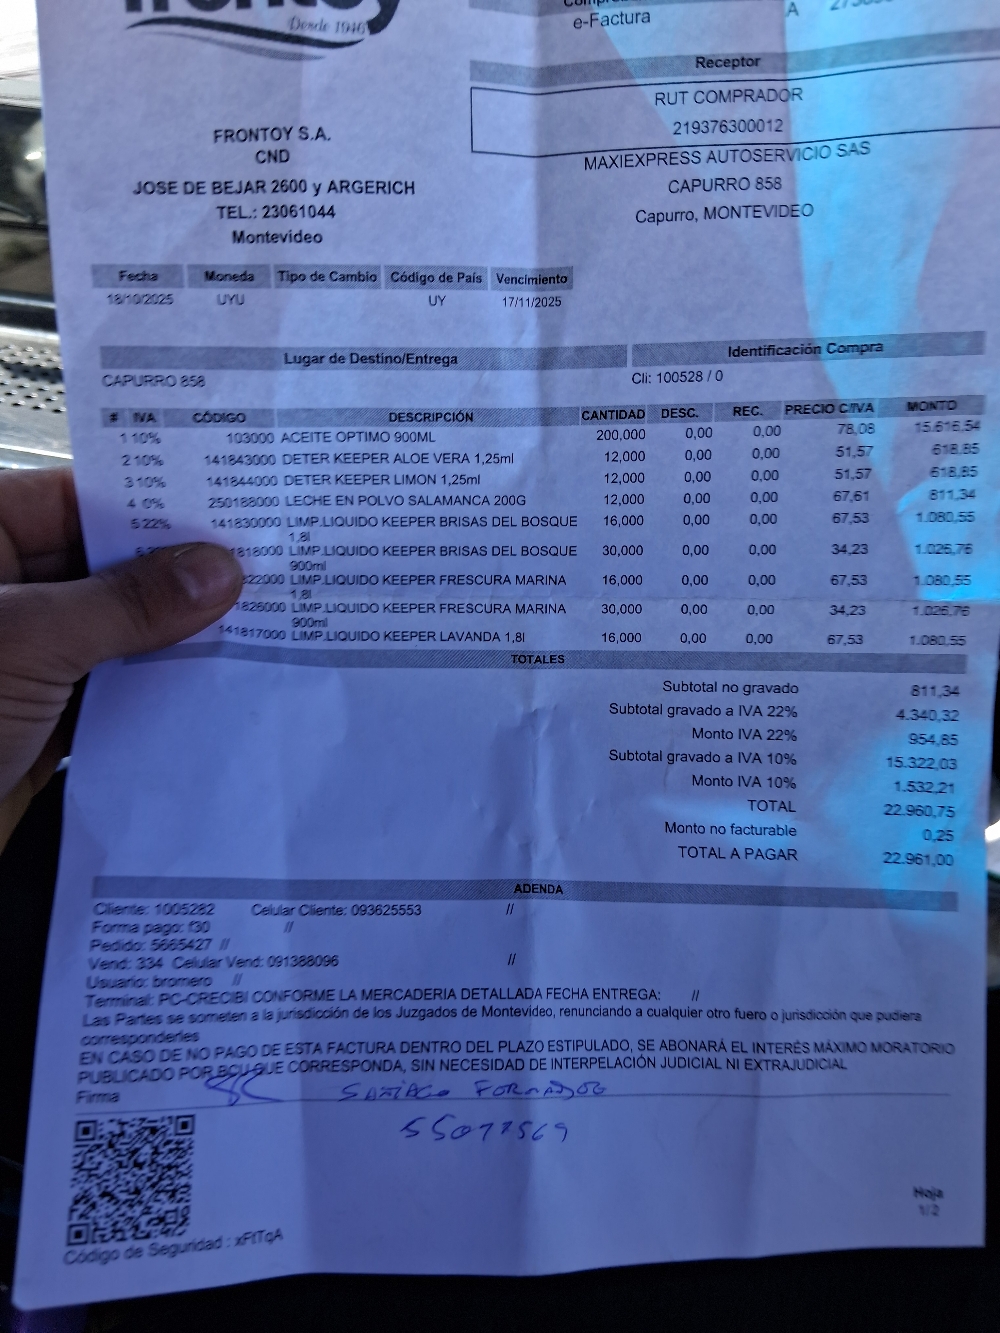 Desde 1946
e-Factura
A
Receptor
RUT COMPRADOR
219376300012
MAXIEXPRESS AUTOSERVICIO SAS
CAPURRO 858
Capurro, MONTEVIDEO
FRONTOY S.A.
CND
JOSE DE BEJAR 2600 y ARGERICH
TEL.: 23061044
Montevideo
Fecha Moneda Tipo de Cambio Código de País Vencimiento
18/10/2025 UYU UY 17/11/2025
Lugar de Destino/Entrega Identificación Compra
CAPURRO 858 Cli: 100528 / 0
# IVA CÓDIGO DESCRIPCIÓN CANTIDAD DESC. REC. PRECIO C/IVA MONTO
1 10% 103000 ACEITE OPTIMO 900ML 200,000 0,00 0,00 78,08 15.616,54
2 10% 141843000 DETER KEEPER ALOE VERA 1,25ml 12,000 0,00 0,00 51,57 618,85
3 10% 141844000 DETER KEEPER LIMON 1,25ml 12,000 0,00 0,00 51,57 618,85
4 0% 250188000 LECHE EN POLVO SALAMANCA 200G 12,000 0,00 0,00 67,61 811,34
5 22% 141830000 LIMP.LIQUIDO KEEPER BRISAS DEL BOSQUE 16,000 0,00 0,00 67,53 1.080,55
1,8l
1818000 LIMP.LIQUIDO KEEPER BRISAS DEL BOSQUE 30,000 0,00 0,00 34,23 1.026,76
900ml
822000 LIMP.LIQUIDO KEEPER FRESCURA MARINA 16,000 0,00 0,00 67,53 1.080,55
1,8l
1826000 LIMP.LIQUIDO KEEPER FRESCURA MARINA 30,000 0,00 0,00 34,23 1.026,76
900ml
141817000 LIMP.LIQUIDO KEEPER LAVANDA 1,8l 16,000 0,00 0,00 67,53 1.080,55
TOTALES
Subtotal no gravado 811,34
Subtotal gravado a IVA 22% 4.340,32
Monto IVA 22% 954,85
Subtotal gravado a IVA 10% 15.322,03
Monto IVA 10% 1.532,21
TOTAL 22.960,75
Monto no facturable 0,25
TOTAL A PAGAR 22.961,00
ADENDA
Cliente: 1005282 Celular Cliente: 093625553 //
Forma pago: f30 //
Pedido: 5665427 //
Vend: 334 Celular Vend: 091388096 //
Usuario: bromero //
Terminal: PC-CRECIBI CONFORME LA MERCADERIA DETALLADA FECHA ENTREGA: //
Las Partes se someten a la jurisdicción de los Juzgados de Montevideo, renunciando a cualquier otro fuero o jurisdicción que pudiera
corresponderles
EN CASO DE NO PAGO DE ESTA FACTURA DENTRO DEL PLAZO ESTIPULADO, SE ABONARÁ EL INTERÉS MÁXIMO MORATORIO
PUBLICADO POR BCU QUE CORRESPONDA, SIN NECESIDAD DE INTERPELACIÓN JUDICIAL NI EXTRAJUDICIAL
Firma SANTIAGO
55077569
Hoja
1/2
Código de Seguridad : xFfTqA